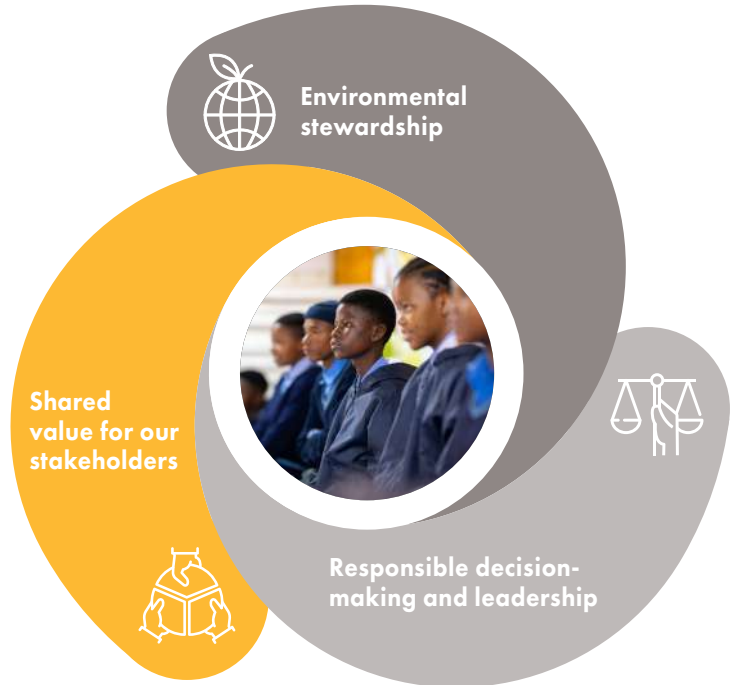 Environmental
stewardship
Shared
value for our
stakeholders
Responsible decision-
making and leadership